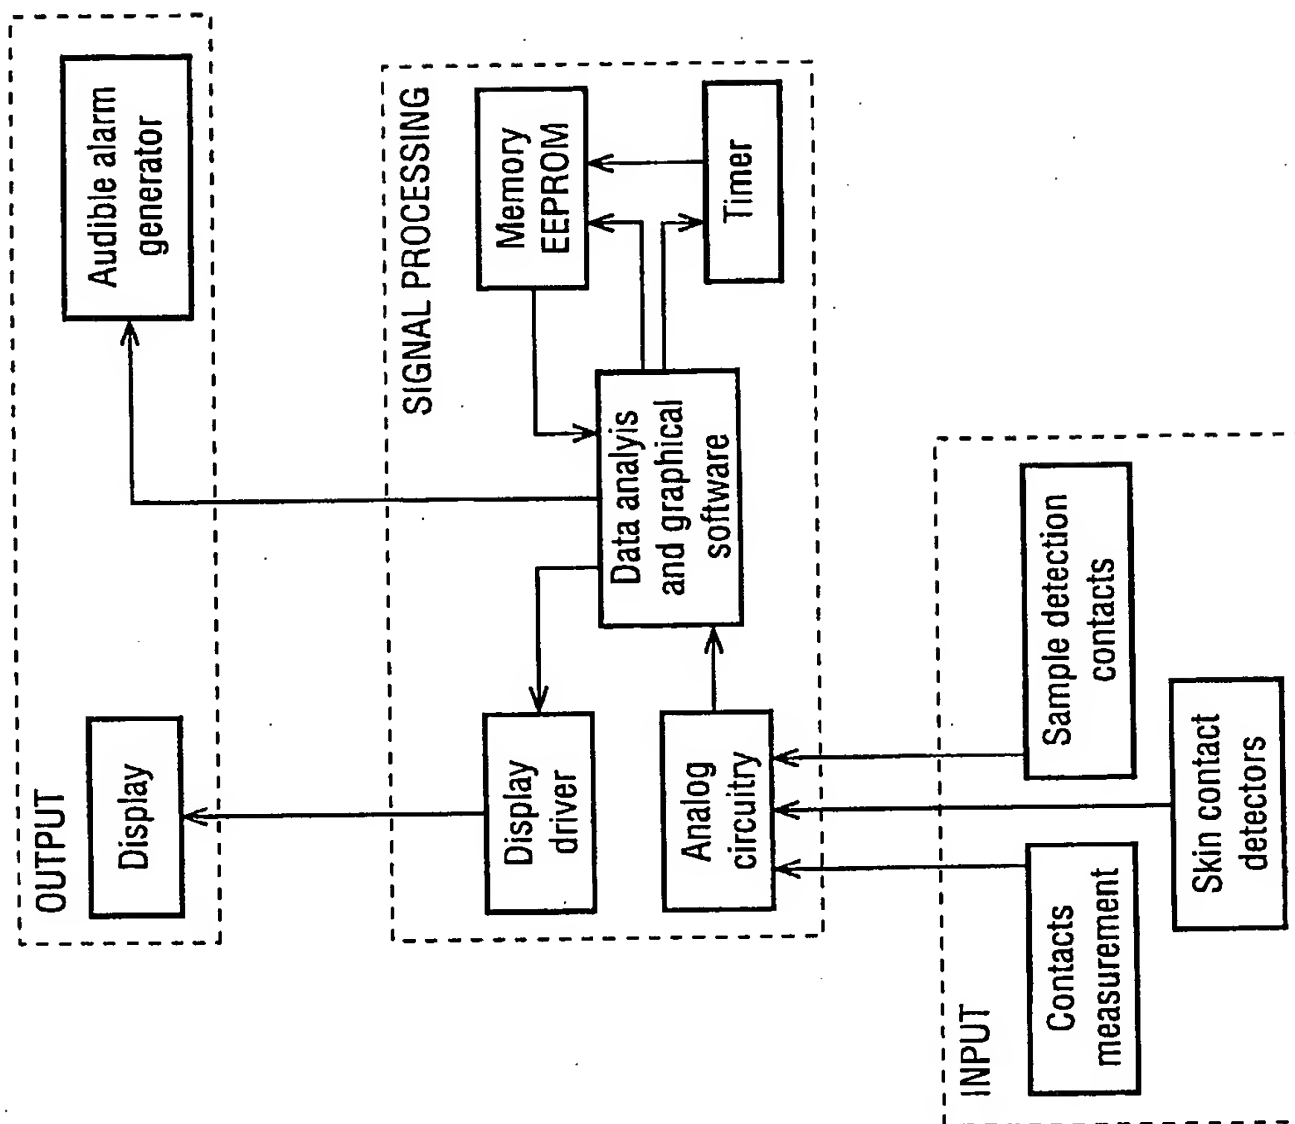 OUTPUT
Display
Audible alarm
generator
SIGNAL PROCESSING
Display
driver
Memory
EEPROM
Data analyis
and graphical
software
Analog
circuitry
Timer
INPUT
Contacts
measurement
Sample detection
contacts
Skin contact
detectors